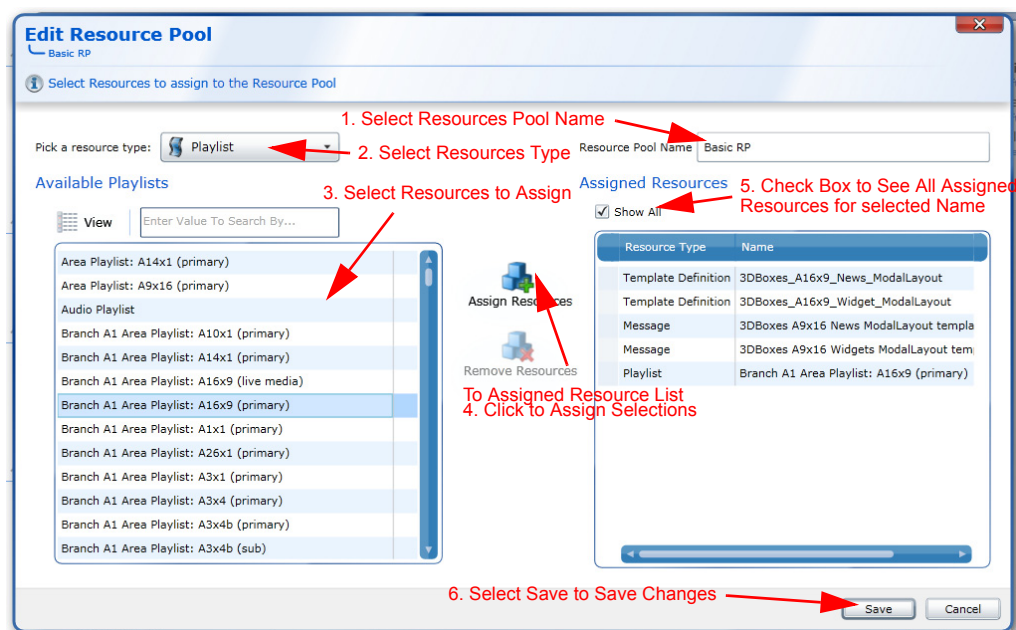 Edit Resource Pool
Basic RP
Select Resources to assign to the Resource Pool
1. Select Resources Pool Name
Pick a resource type:
Playlist
2. Select Resources Type
Resource Pool Name
Basic RP
Available Playlists
3. Select Resources to Assign
Assigned Resources
5. Check Box to See All Assigned
Resources for selected Name
View
Enter Value To Search By...
Show All
Resource Type Name
Area Playlist: A14x1 (primary)
Area Playlist: A9x16 (primary)
Audio Playlist
Branch A1 Area Playlist: A10x1 (primary)
Branch A1 Area Playlist: A14x1 (primary)
Branch A1 Area Playlist: A16x9 (live media)
Branch A1 Area Playlist: A16x9 (primary)
Branch A1 Area Playlist: A1x1 (primary)
Branch A1 Area Playlist: A26x1 (primary)
Branch A1 Area Playlist: A3x1 (primary)
Branch A1 Area Playlist: A3x4 (primary)
Branch A1 Area Playlist: A3x4b (primary)
Branch A1 Area Playlist: A3x4b (sub)
Assign Resources
Remove Resources
To Assigned Resource List
4. Click to Assign Selections
Template Definition 3DBoxes_A16x9_News_ModalLayout
Template Definition 3DBoxes_A16x9_Widget_ModalLayout
Message 3DBoxes A9x16 News ModalLayout templa
Message 3DBoxes A9x16 Widgets ModalLayout tem
Playlist Branch A1 Area Playlist: A16x9 (primary)
6. Select Save to Save Changes
Save
Cancel